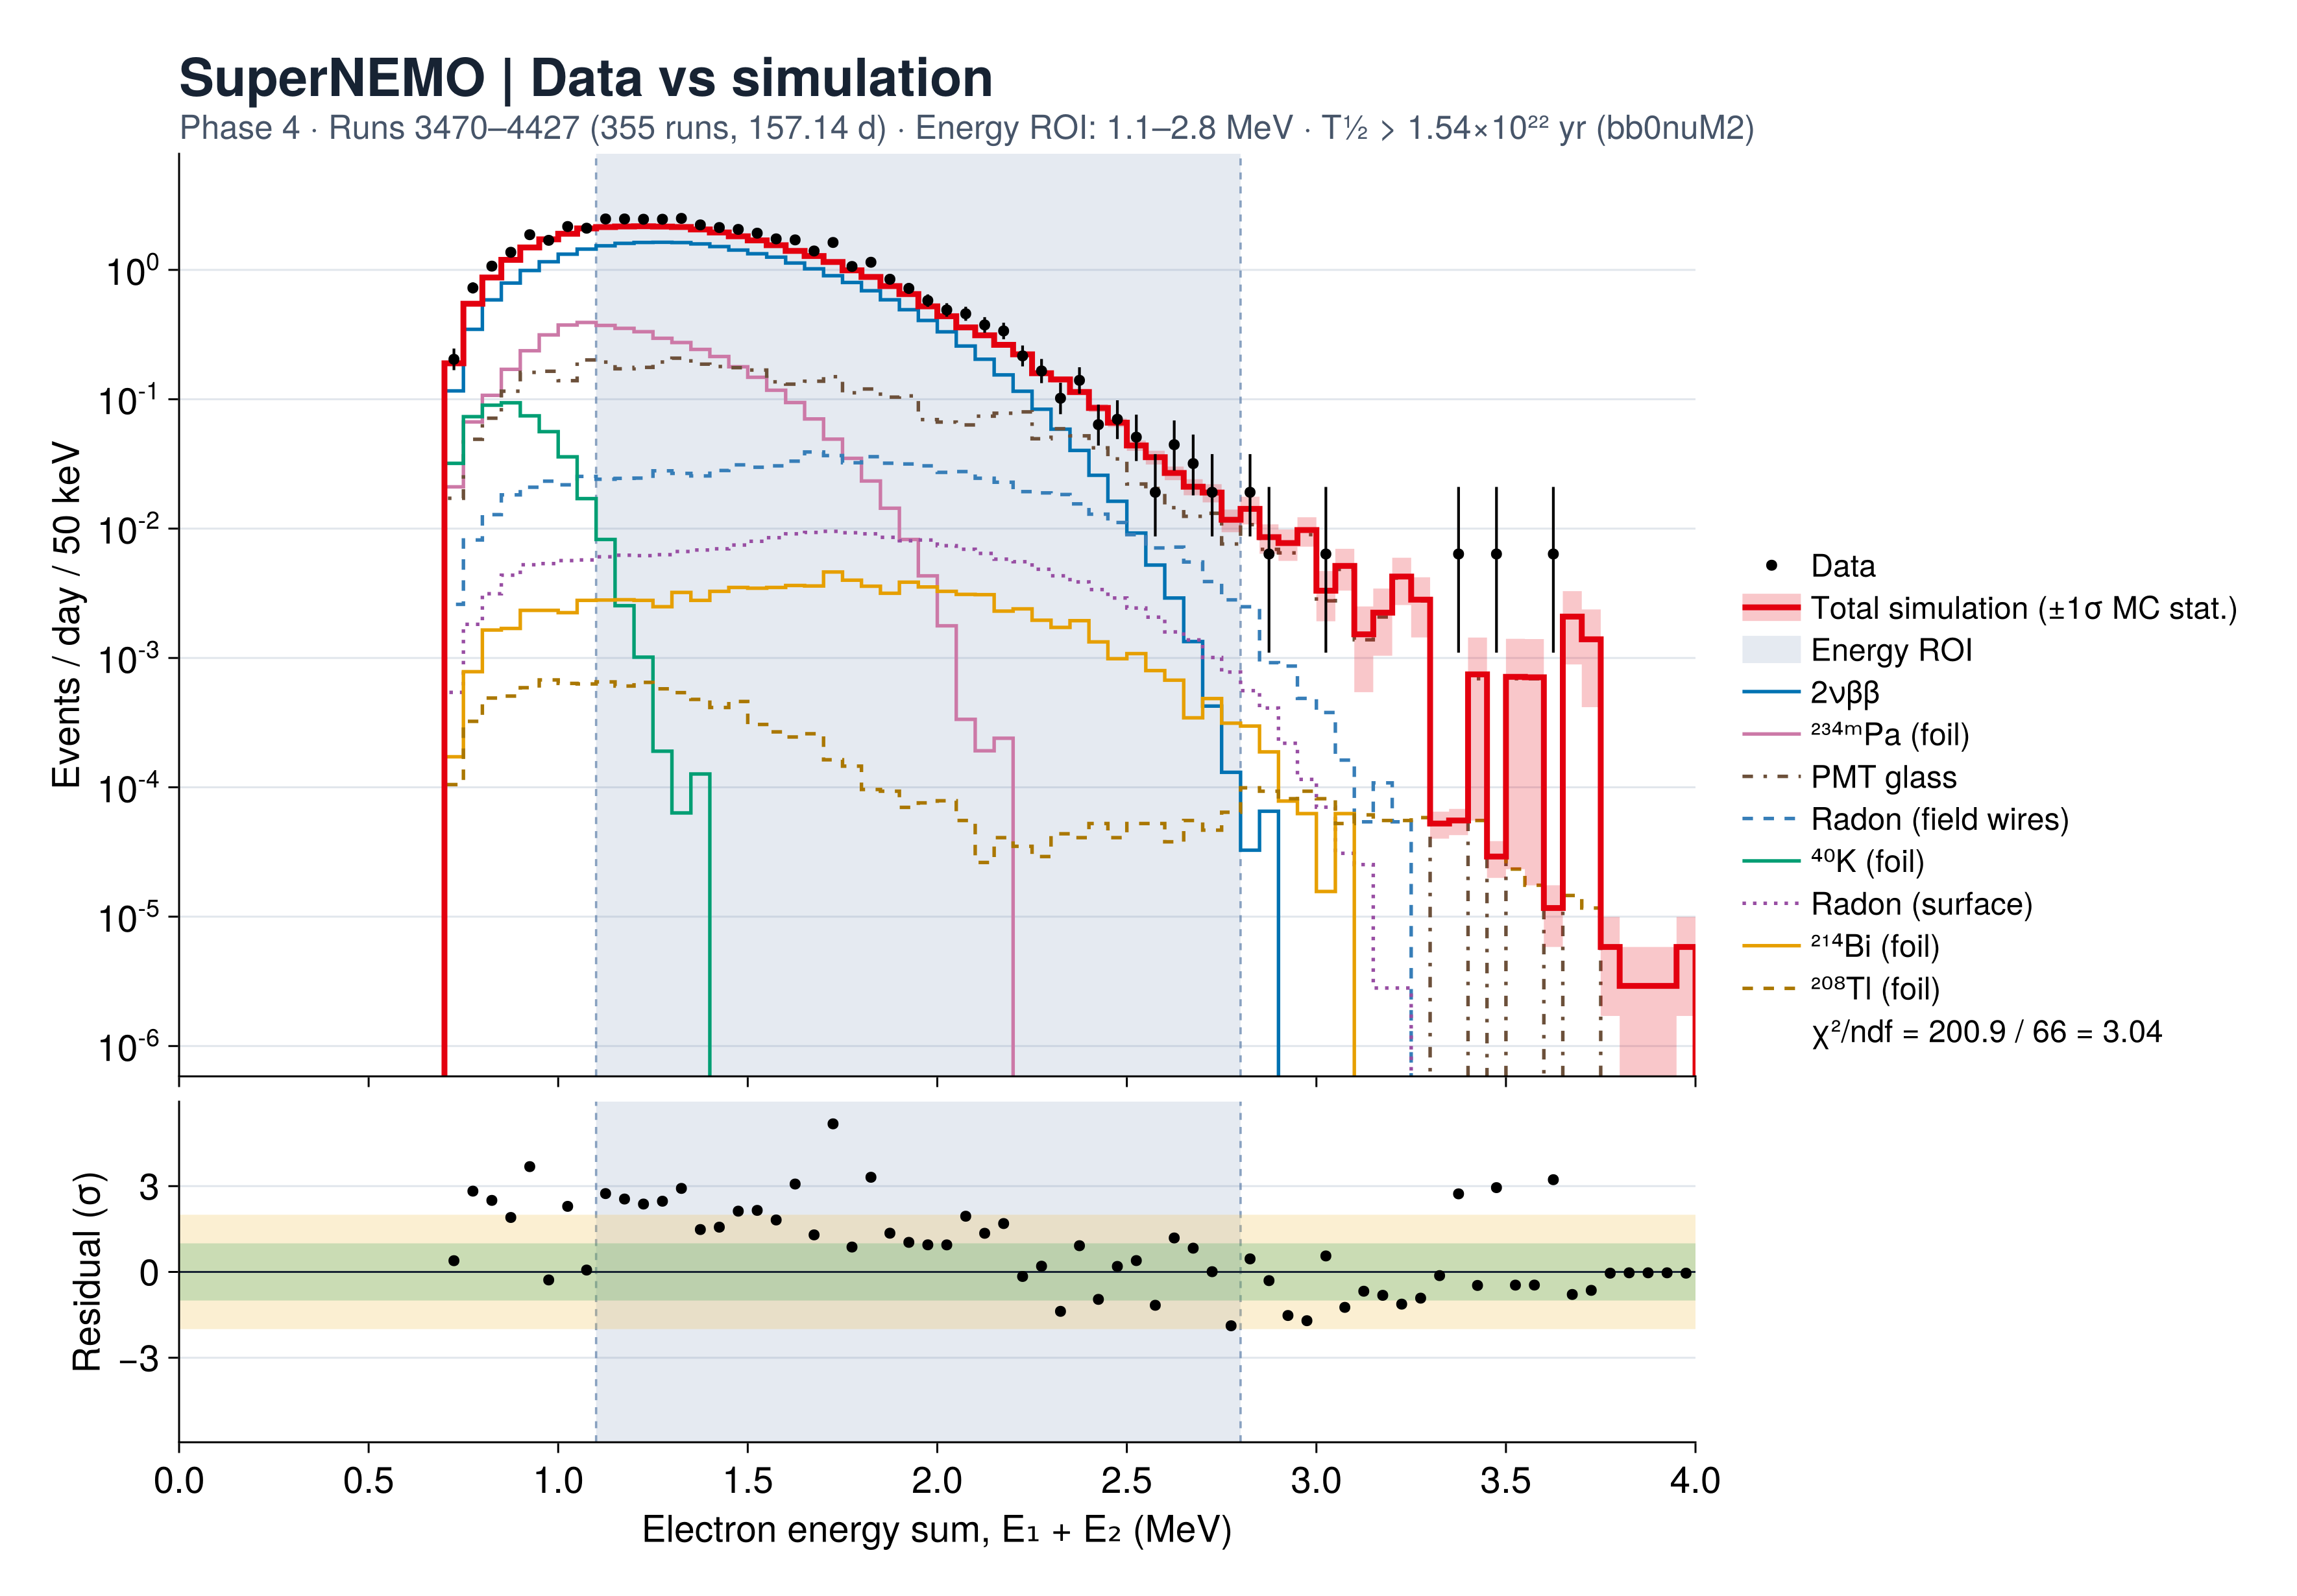 SuperNEMO | Data vs simulation
Phase 4 · Runs 3470–4427 (355 runs, 157.14 d) · Energy ROI: 1.1–2.8 MeV · T½ > 1.54×10²² yr (bb0nuM2)
Events / day / 50 keV
10⁰
10⁻¹
10⁻²
10⁻³
10⁻⁴
10⁻⁵
10⁻⁶
Data
Total simulation (±1σ MC stat.)
Energy ROI
2νββ
²³⁴ᵐPa (foil)
PMT glass
Radon (field wires)
⁴⁰K (foil)
Radon (surface)
²¹⁴Bi (foil)
²⁰⁸Tl (foil)
χ²/ndf = 200.9 / 66 = 3.04
Residual (σ)
3
0
−3
0.0 0.5 1.0 1.5 2.0 2.5 3.0 3.5 4.0
Electron energy sum, E₁ + E₂ (MeV)